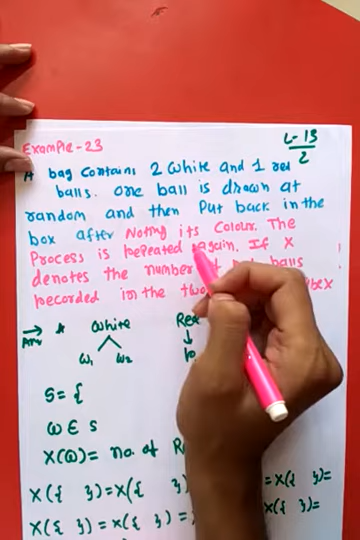 L-13
2
Example-23
A bag contains 2 white and 1 red
balls. one ball is drawn at
random and then Put back in the
box after Noting its Colour. The
Process is repeated again. If X
denotes the number balls
recorded in the two
Ans * white Red
w₁ w₂
S = {
ω ∈ S
X(ω) = no. of
X({ }) = X({ }) = X({ }) =
X({ }) = X({ }) = X({ }) =